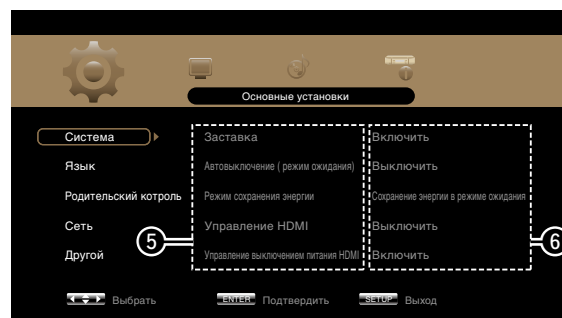 Основные установки
Система Заставка Включить
Язык Автовыключение ( режим ожидания) Выключить
Родительский котроль Режим сохранения энергии Сохранение энергии в режиме ожидания
Сеть Управление HDMI Выключить
5 6
Другой Управление выключением питания HDMI Включить
Выбрать ENTER Подтвердить SETUP Выход